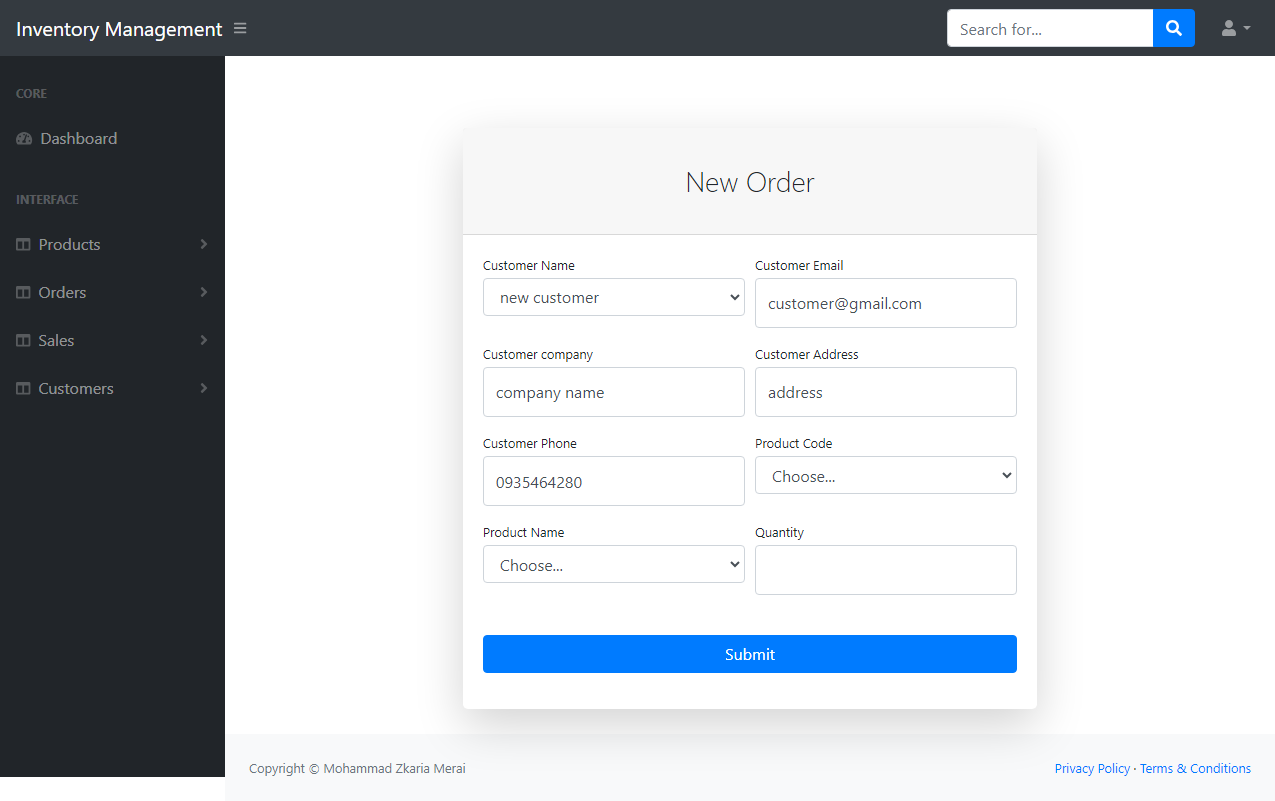 Inventory Management
Search for...
CORE
Dashboard
INTERFACE
Products
Orders
Sales
Customers
New Order
Customer Name
Customer Email
new customer
customer@gmail.com
Customer company
Customer Address
company name
address
Customer Phone
Product Code
0935464280
Choose...
Product Name
Quantity
Choose...
Submit
Copyright © Mohammad Zkaria Merai
Privacy Policy · Terms & Conditions